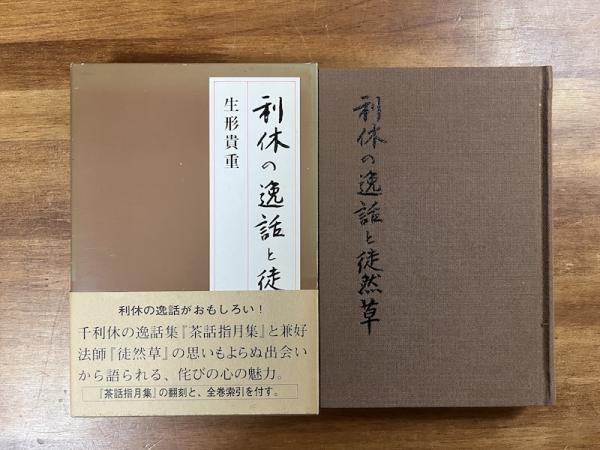 利休の逸話と徒
生形貴重
利休の逸話がおもしろい！
千利休の逸話集『茶話指月集』と兼好
法師『徒然草』の思いもよらぬ出会い
から語られる、侘びの心の魅力。
『茶話指月集』の翻刻と、全巻索引を付す。
利休の逸話と徒然草